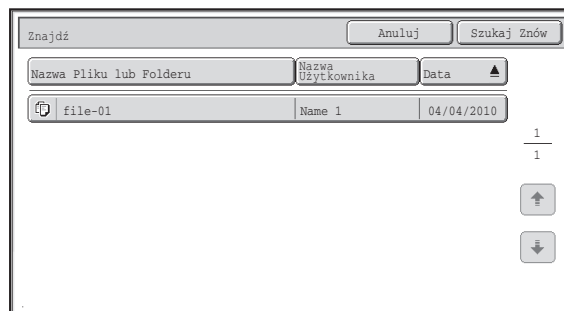 Znajdź Anuluj Szukaj Znów
Nazwa Pliku lub Folderu Nazwa Użytkownika Data
file-01 Name 1 04/04/2010
1
1